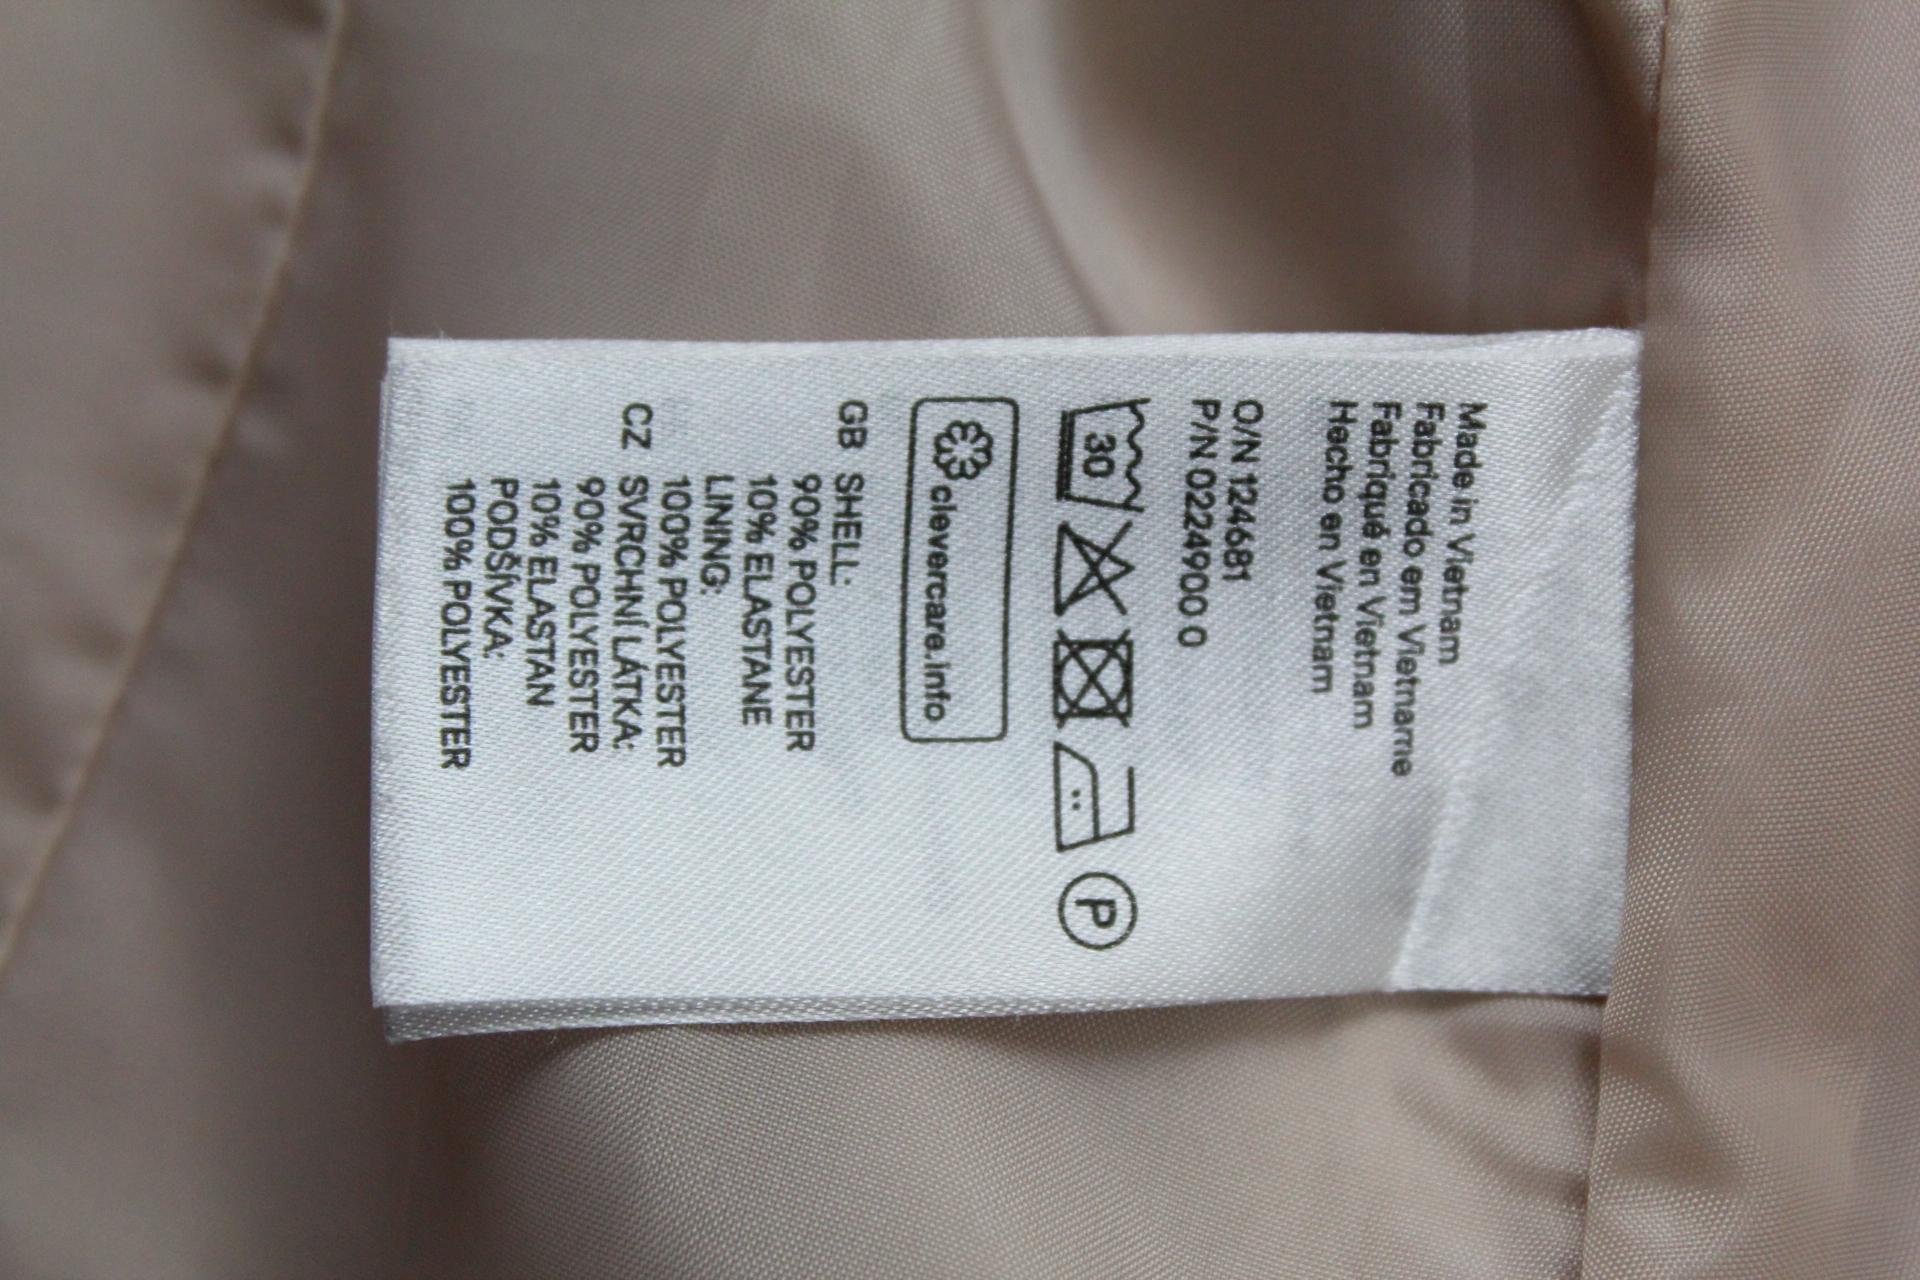 Made in Vietnam
Fabricado em Vietname
Fabriqué en Vietnam
Hecho en Vietnam
O/N 124681
P/N 0224900 0
30
P
clevercare.info
GB SHELL:
90% POLYESTER
10% ELASTANE
LINING:
100% POLYESTER
CZ SVRCHNÍ LÁTKA:
90% POLYESTER
10% ELASTAN
PODŠÍVKA:
100% POLYESTER